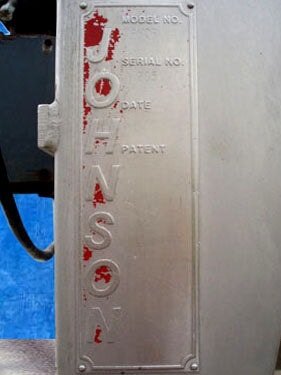 JOHNSON
MODEL NO.
SERIAL NO.
DATE
PATENT